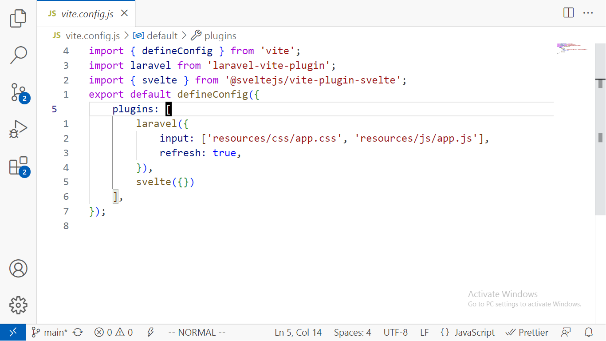 JS vite.config.js
JS vite.config.js > default > plugins
4 import { defineConfig } from 'vite';
3 import laravel from 'laravel-vite-plugin';
2 import { svelte } from '@sveltejs/vite-plugin-svelte';
1 export default defineConfig({
5 plugins: [
1 laravel({
2 input: ['resources/css/app.css', 'resources/js/app.js'],
3 refresh: true,
4 }),
5 svelte({})
6 ],
7 });
8
2
2
Activate Windows
Go to PC settings to activate Windows.
main* 0 0 -- NORMAL -- Ln 5, Col 14 Spaces: 4 UTF-8 LF {} JavaScript Prettier